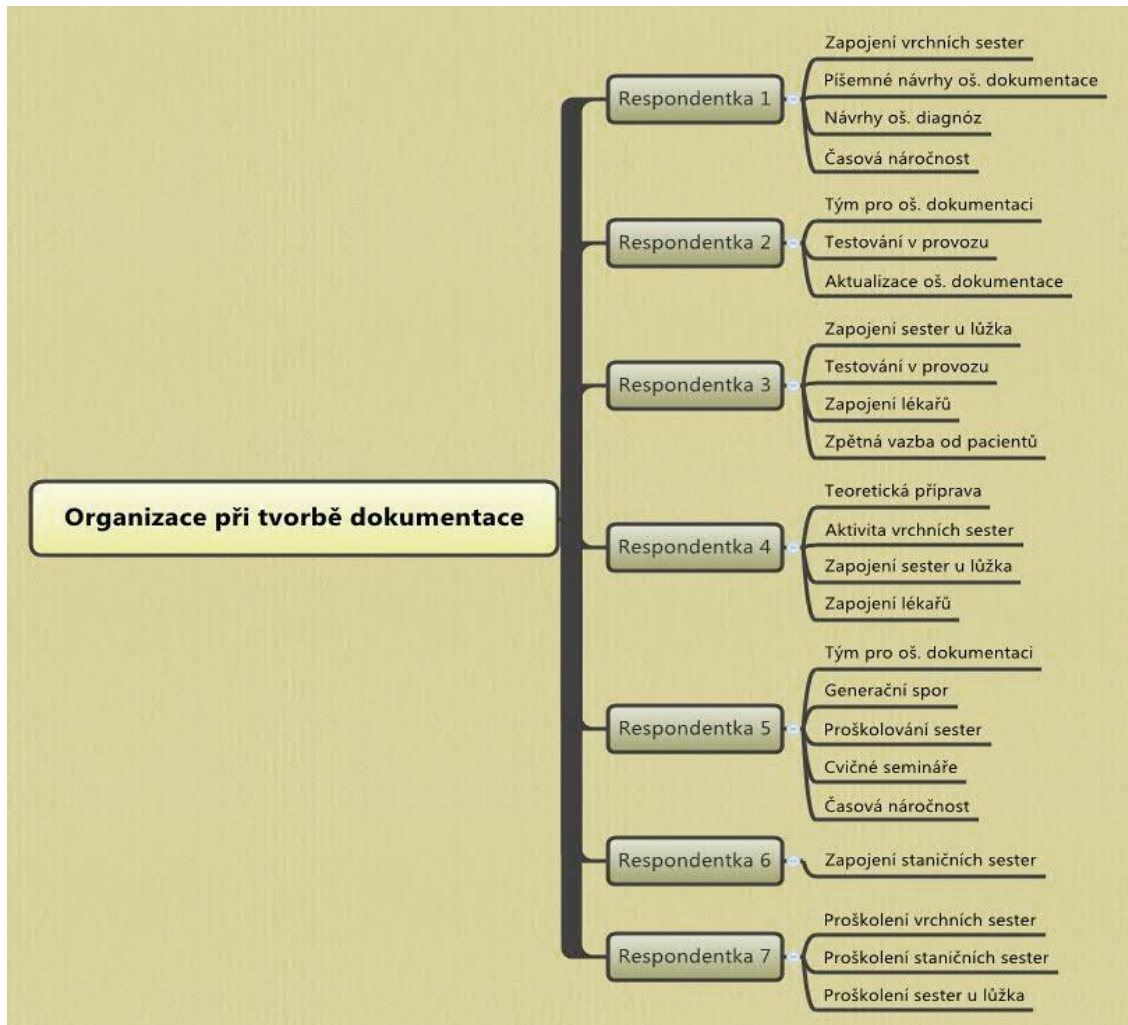 Organizace při tvorbě dokumentace
Respondentka 1
Zapojení vrchních sester
Píšemné návrhy oš. dokumentace
Návrhy oš. diagnóz
Časová náročnost
Respondentka 2
Tým pro oš. dokumentaci
Testování v provozu
Aktualizace oš. dokumentace
Respondentka 3
Zapojení sester u lůžka
Testování v provozu
Zapojení lékařů
Zpětná vazba od pacientů
Respondentka 4
Teoretická příprava
Aktivita vrchních sester
Zapojení sester u lůžka
Zapojení lékařů
Respondentka 5
Tým pro oš. dokumentaci
Generační spor
Proškolování sester
Cvičné semináře
Časová náročnost
Respondentka 6
Zapojení staničních sester
Respondentka 7
Proškolení vrchních sester
Proškolení staničních sester
Proškolení sester u lůžka